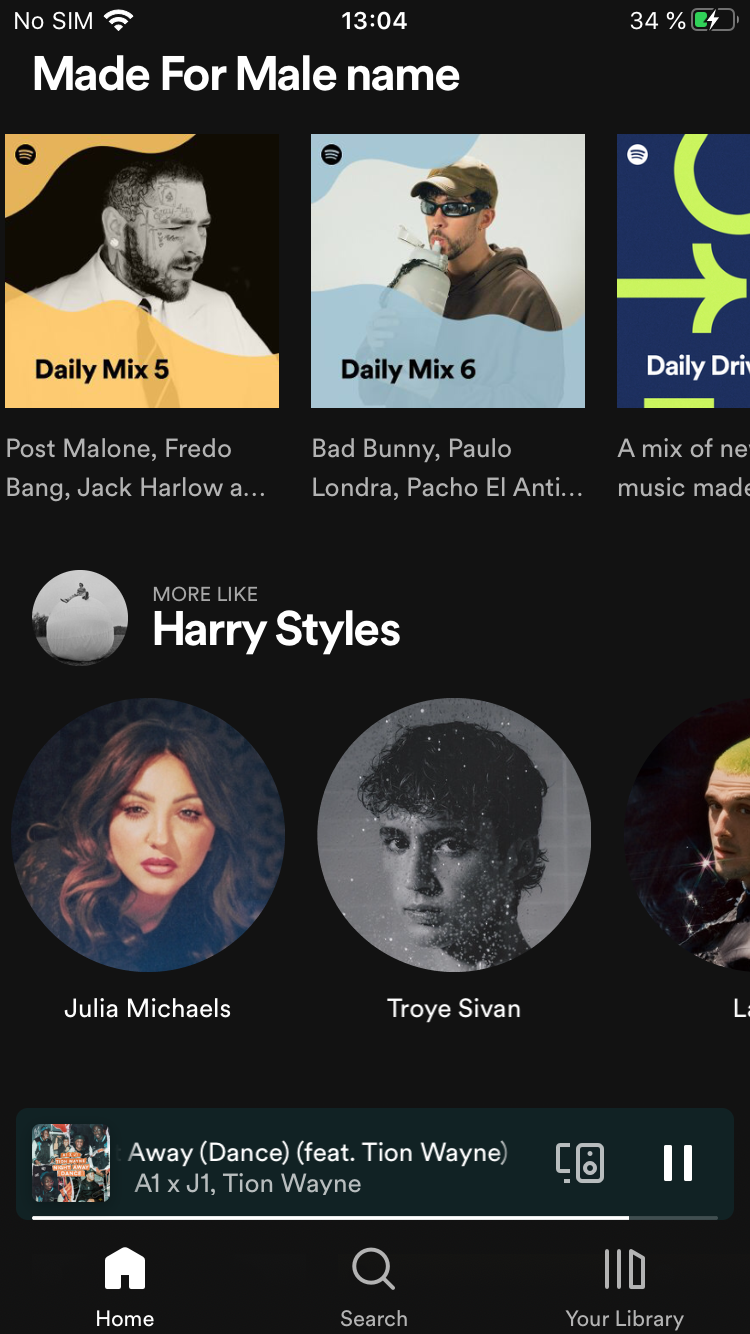 No SIM 13:04 34 %
Made For Male name
Daily Mix 5
Daily Mix 6
Daily Driv
Post Malone, Fredo
Bang, Jack Harlow a...
Bad Bunny, Paulo
Londra, Pacho El Anti...
A mix of ne
music made
MORE LIKE
Harry Styles
Julia Michaels
Troye Sivan
La
RIGHT AWAY
DANCE
t Away (Dance) (feat. Tion Wayne)
A1 x J1, Tion Wayne
Home
Search
Your Library